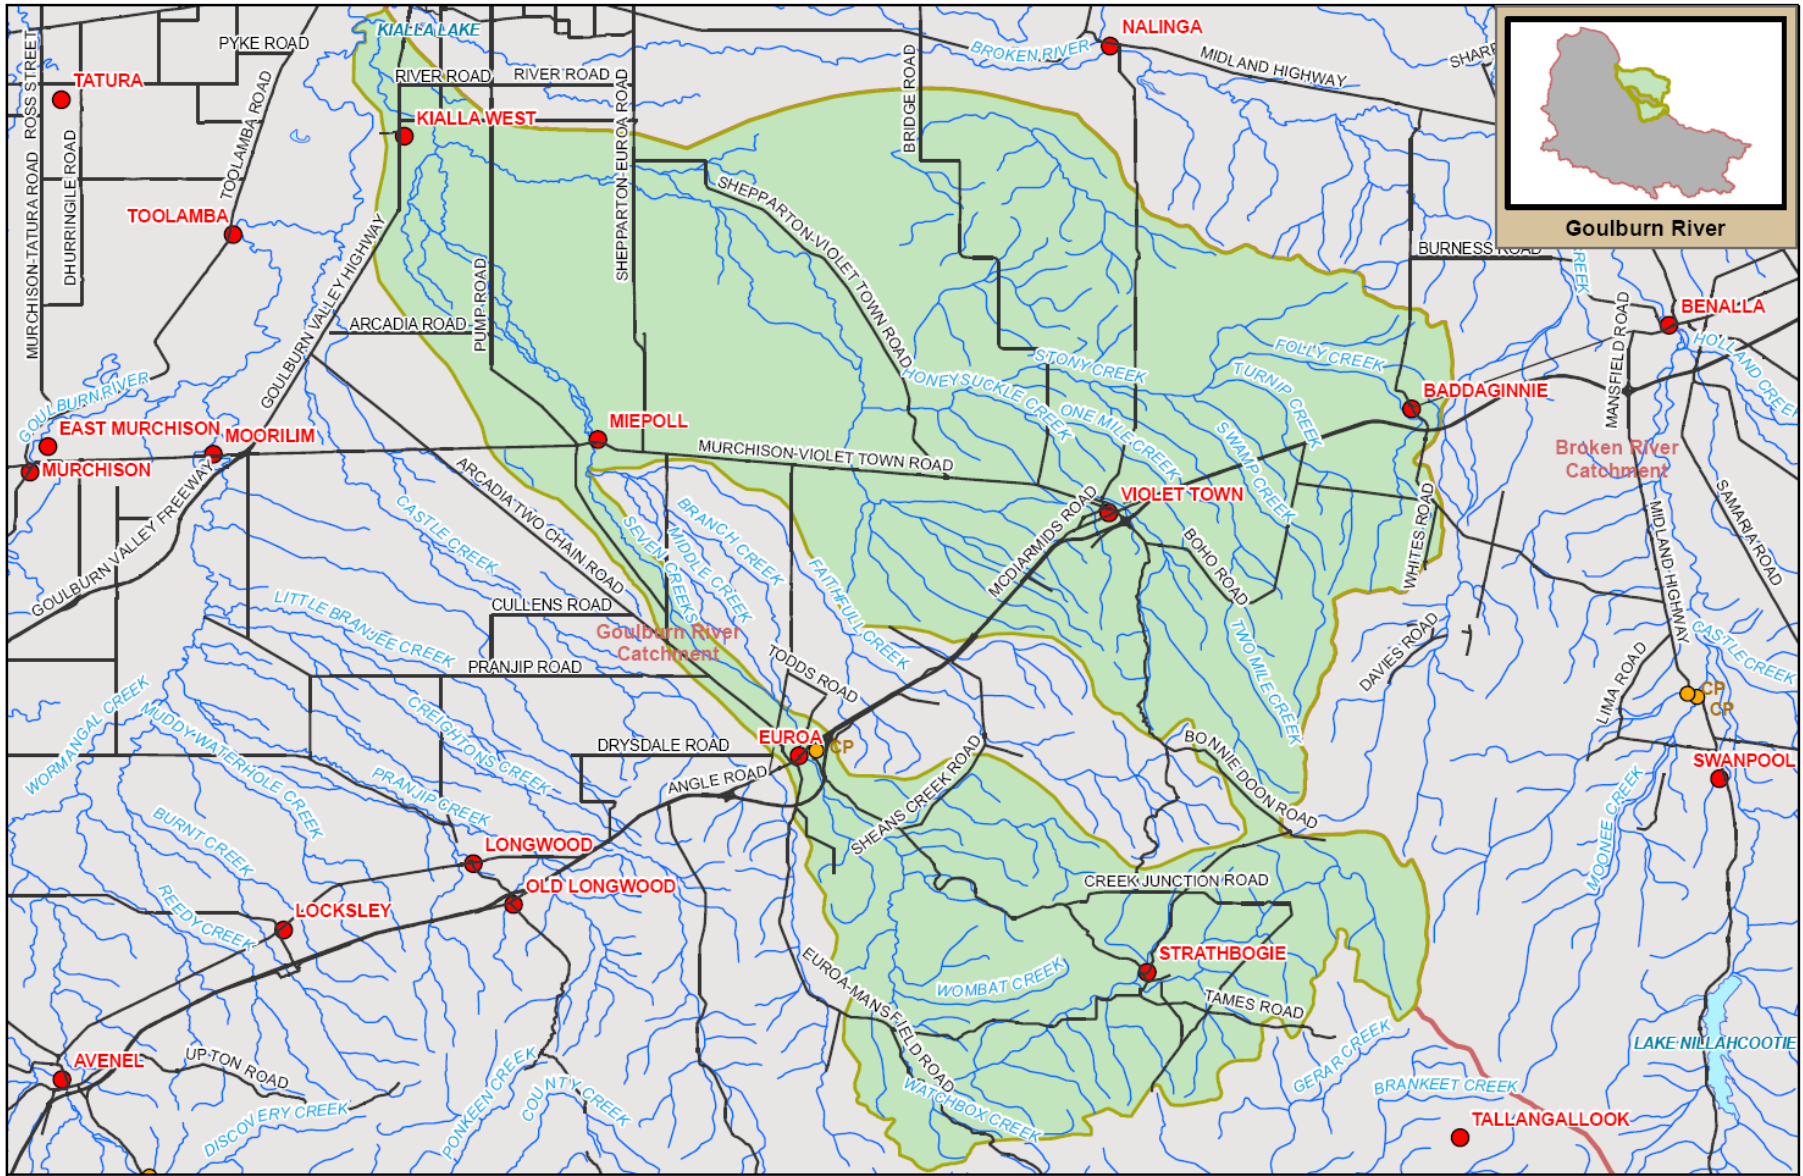 KIALLA LAKE
NALINGA
BROKEN RIVER
MIDLAND HIGHWAY
PYKE ROAD
ROSS STREET
TATURA
RIVER ROAD
RIVER ROAD
BRIDGE ROAD
KIALLA WEST
TOOLAMBA ROAD
SHEPPARTON-EUROA ROAD
MURCHISON-TATURA ROAD
DHURRINGILE ROAD
TOOLAMBA
SHEPPARTON-VIOLET TOWN ROAD
Goulburn River
BURNESS ROAD
CREEK
GOULBURN VALLEY HIGHWAY
PUMP ROAD
ARCADIA ROAD
MANSFIELD ROAD
BENALLA
HOLLAND CREEK
STONY CREEK
FOLLY CREEK
TURNIP CREEK
HONEYSUCKLE CREEK
ONE MILE CREEK
SWAMP CREEK
BADDAGINNIE
GOULBURN RIVER
EAST MURCHISON
MOORILIM
MURCHISON
MIEPOLL
MURCHISON-VIOLET TOWN ROAD
Broken River
Catchment
ARCADIA TWO CHAIN ROAD
CASTLE CREEK
VIOLET TOWN
MCDIARMIDS ROAD
BOHO ROAD
WHITES ROAD
MIDLAND HIGHWAY
SAMARIA ROAD
GOULBURN VALLEY FREEWAY
SEVEN CREEKS
MIDDLE CREEK
BRANCH CREEK
FAITHFULL CREEK
LITTLE BRANJEE CREEK
CULLENS ROAD
Goulburn River
Catchment
TWO MILE CREEK
DAVIES ROAD
LIMA ROAD
CASTLE CREEK
PRANJIP ROAD
TODDS ROAD
CP
CP
WORMANGAL CREEK
MUDDY WATERHOLE CREEK
CREIGHTONS CREEK
DRYSDALE ROAD
EUROA
CP
ANGLE ROAD
BONNIE DOON ROAD
SWANPOOL
PRANJIP CREEK
BURNT CREEK
SHEANS CREEK ROAD
MOONEE CREEK
LONGWOOD
OLD LONGWOOD
CREEK JUNCTION ROAD
LOCKSLEY
REEDY CREEK
EUROA-MANSFIELD ROAD
STRATHBOGIE
WOMBAT CREEK
TAMES ROAD
GERAR CREEK
LAKE NILLAHCOOTIE
AVENEL
UPTON ROAD
DISCOVERY CREEK
PONKEEN CREEK
COUNTY CREEK
WATCHBOX CREEK
BRANKEET CREEK
TALLANGALLOOK